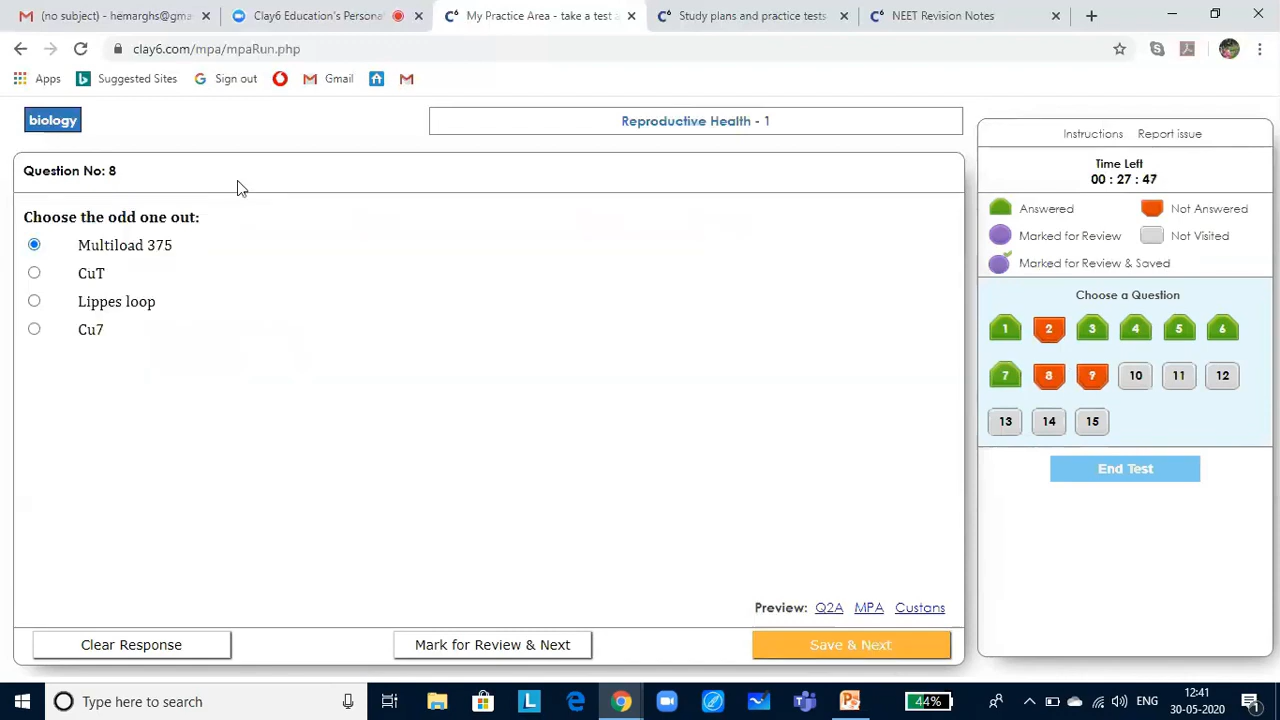 (no subject) - hemarghs@gma
Clay6 Education's Persona
My Practice Area - take a test a
Study plans and practice tests
NEET Revision Notes
clay6.com/mpa/mpaRun.php
Apps
Suggested Sites
Sign out
Gmail
biology
Reproductive Health - 1
Instructions Report issue
Question No: 8
Time Left
00 : 27 : 47
Answered
Not Answered
Marked for Review
Not Visited
Marked for Review & Saved
Choose the odd one out:
Multiload 375
CuT
Lippes loop
Cu7
Choose a Question
1 2 3 4 5 6
7 8 9 10 11 12
13 14 15
End Test
Preview: Q2A MPA Custans
Clear Response
Mark for Review & Next
Save & Next
Type here to search
L
44%
ENG
12:41
30-05-2020
1